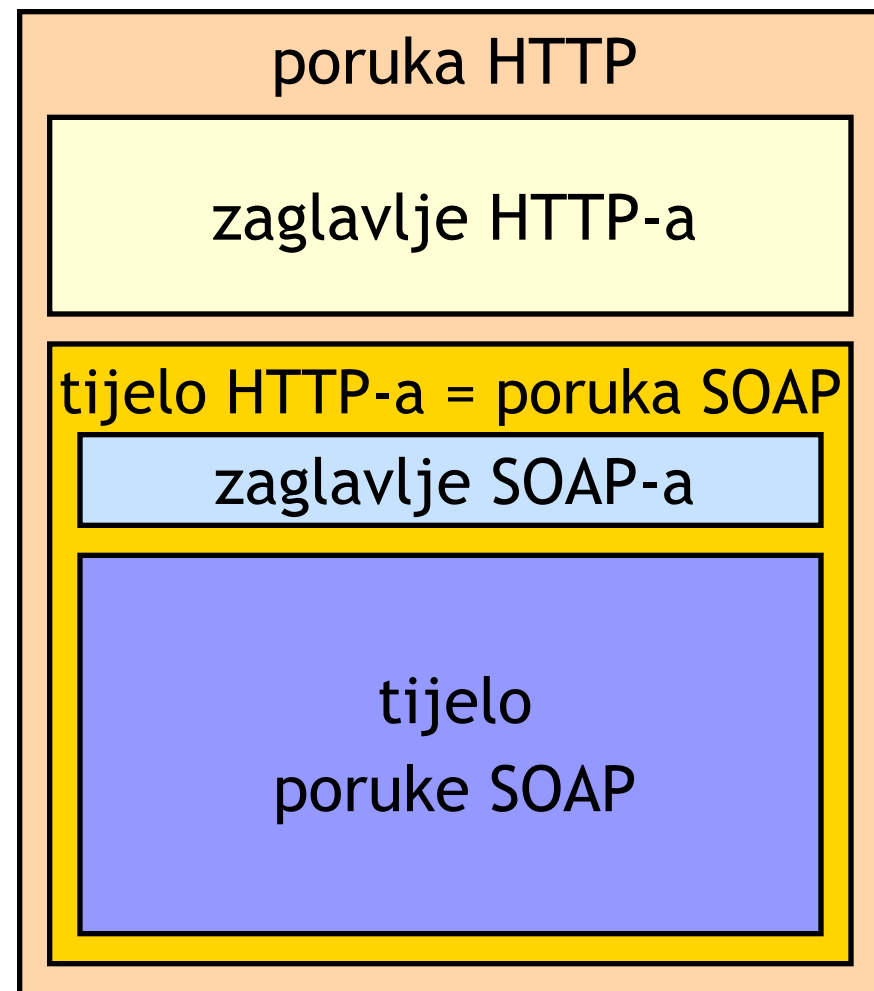 poruka HTTP
zaglavlje HTTP-a
tijelo HTTP-a = poruka SOAP
zaglavlje SOAP-a
tijelo
poruke SOAP